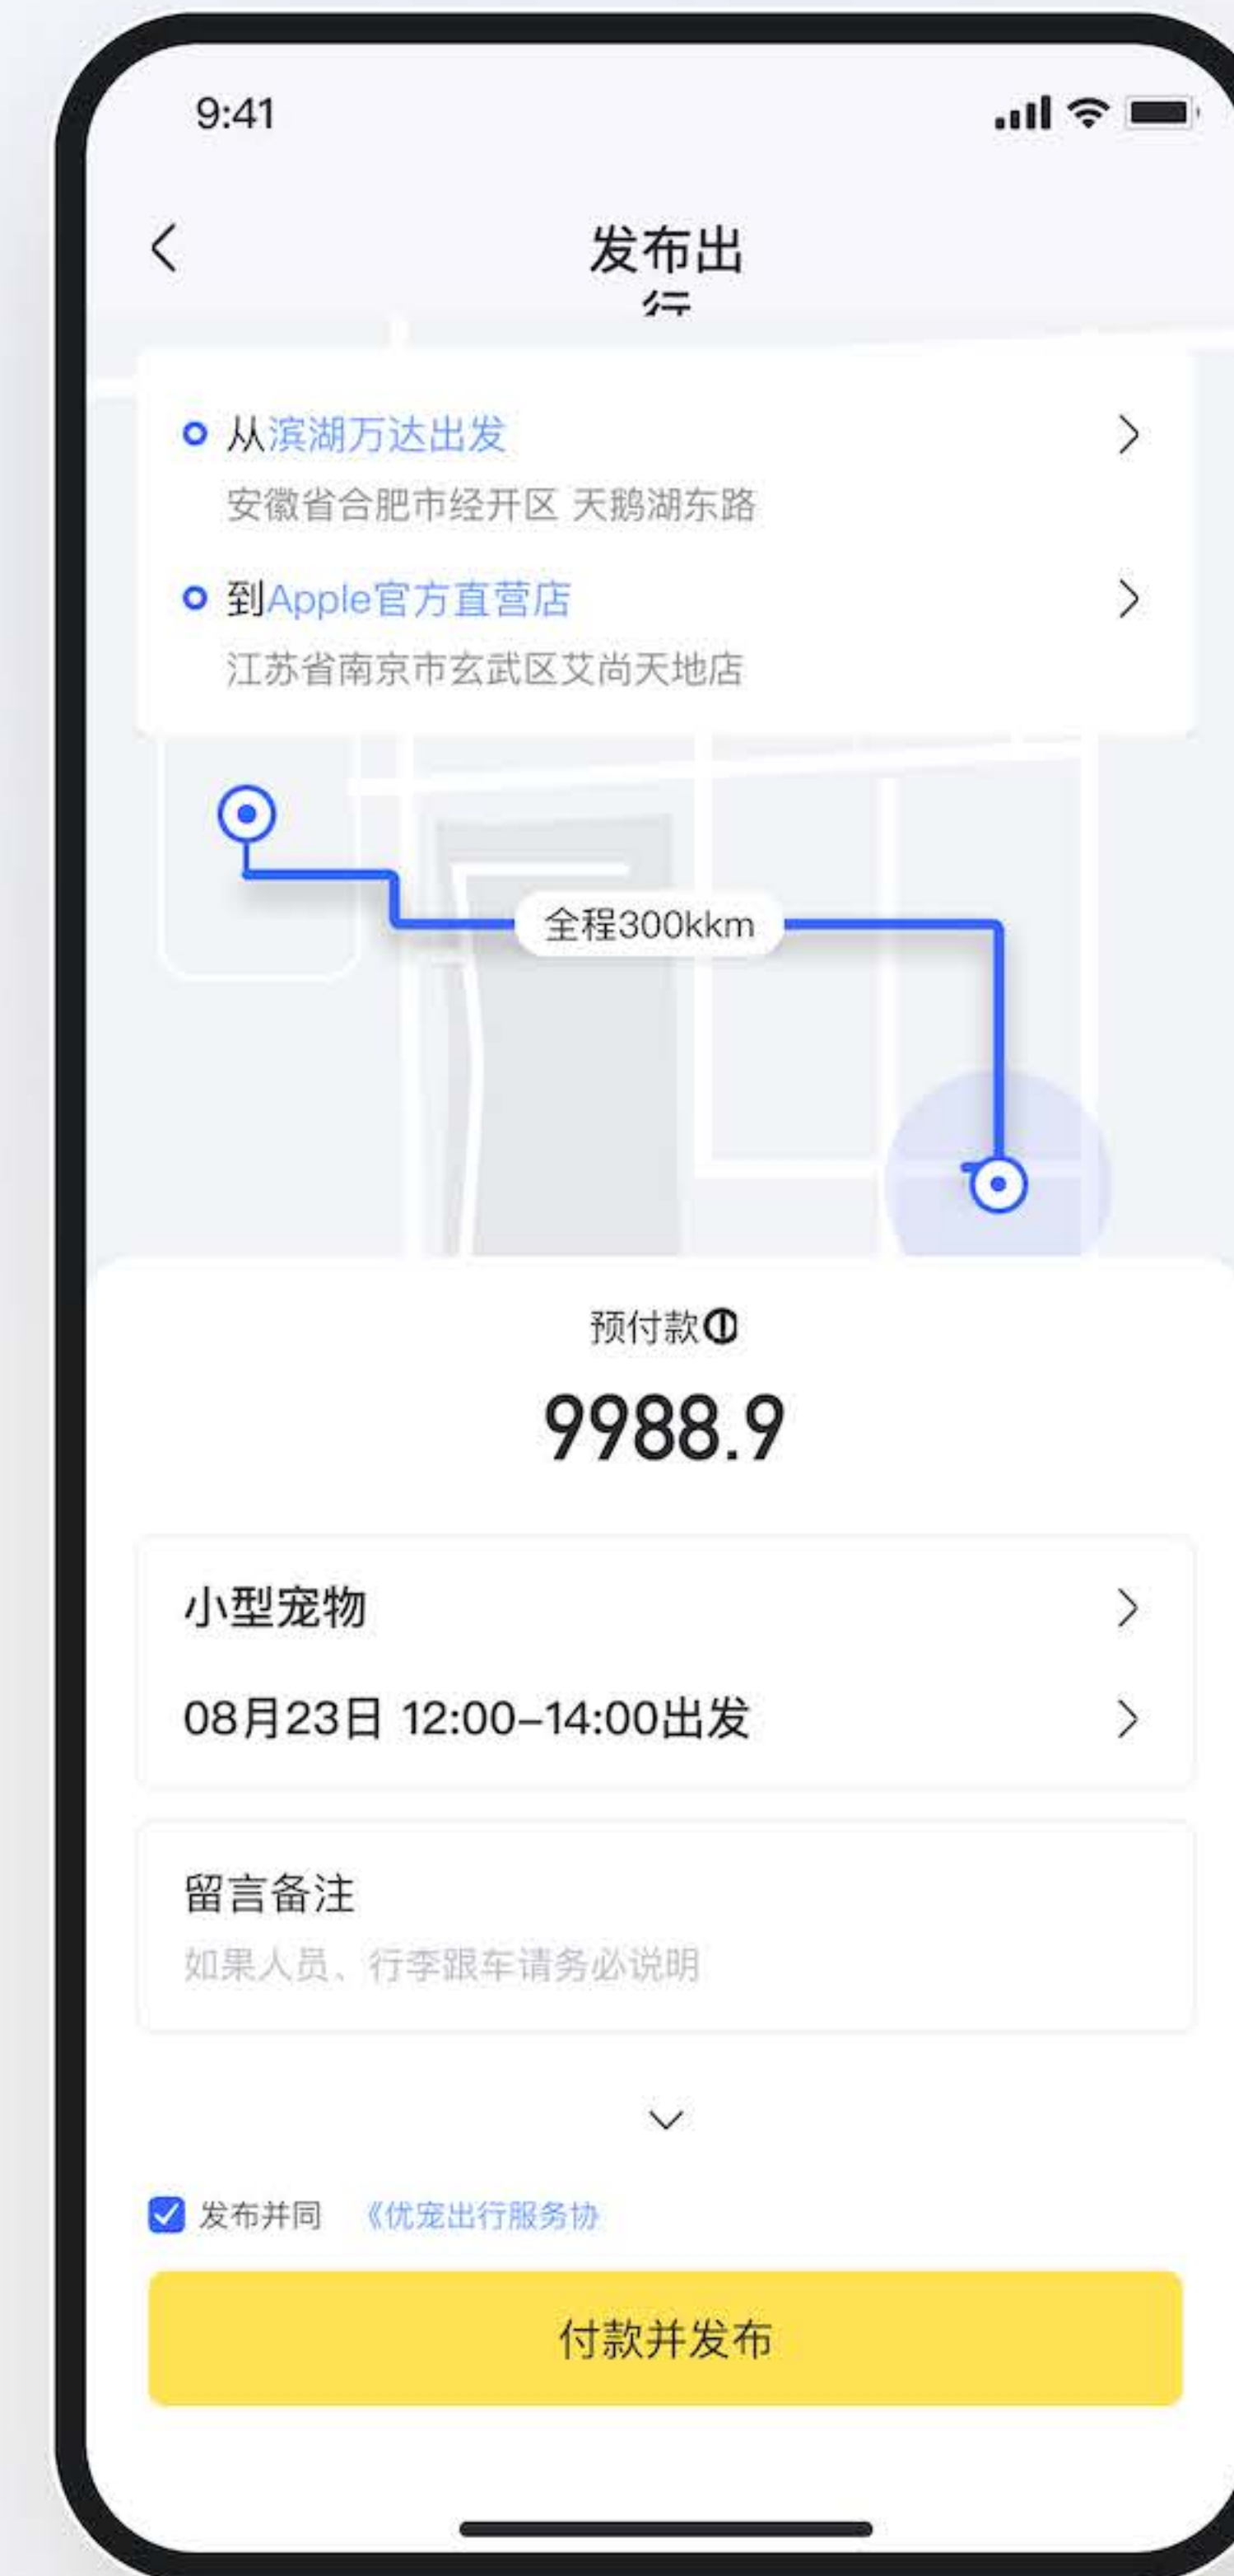 9:41
发布出
行
从滨湖万达出发
安徽省合肥市经开区 天鹅湖东路
到Apple官方直营店
江苏省南京市玄武区艾尚天地店
全程300kkm
预付款
9988.9
小型宠物
08月23日 12:00–14:00出发
留言备注
如果人员、行李跟车请务必说明
发布并同 《优宠出行服务协
付款并发布